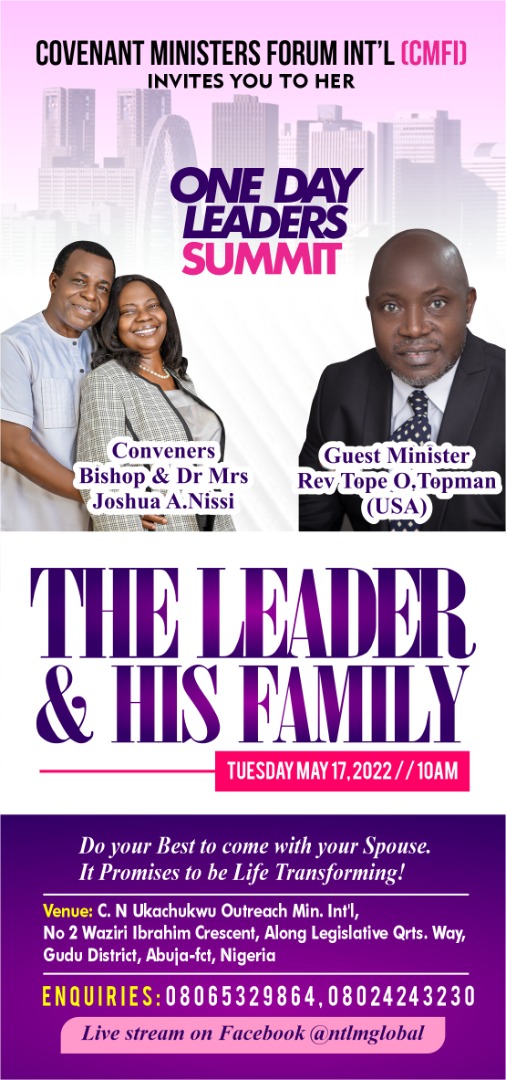 COVENANT MINISTERS FORUM INT'L (CMFI)
INVITES YOU TO HER
ONE DAY
LEADERS
SUMMIT
Conveners
Bishop & Dr Mrs
Joshua A.Nissi
Guest Minister
Rev Tope O,Topman
(USA)
THE LEADER
& HIS FAMILY
TUESDAY MAY 17, 2022 // 10AM
Do your Best to come with your Spouse.
It Promises to be Life Transforming!
Venue: C. N Ukachukwu Outreach Min. Int'l,
No 2 Waziri Ibrahim Crescent, Along Legislative Qrts. Way,
Gudu District, Abuja-fct, Nigeria
ENQUIRIES: 08065329864, 08024243230
Live stream on Facebook @ntlmglobal